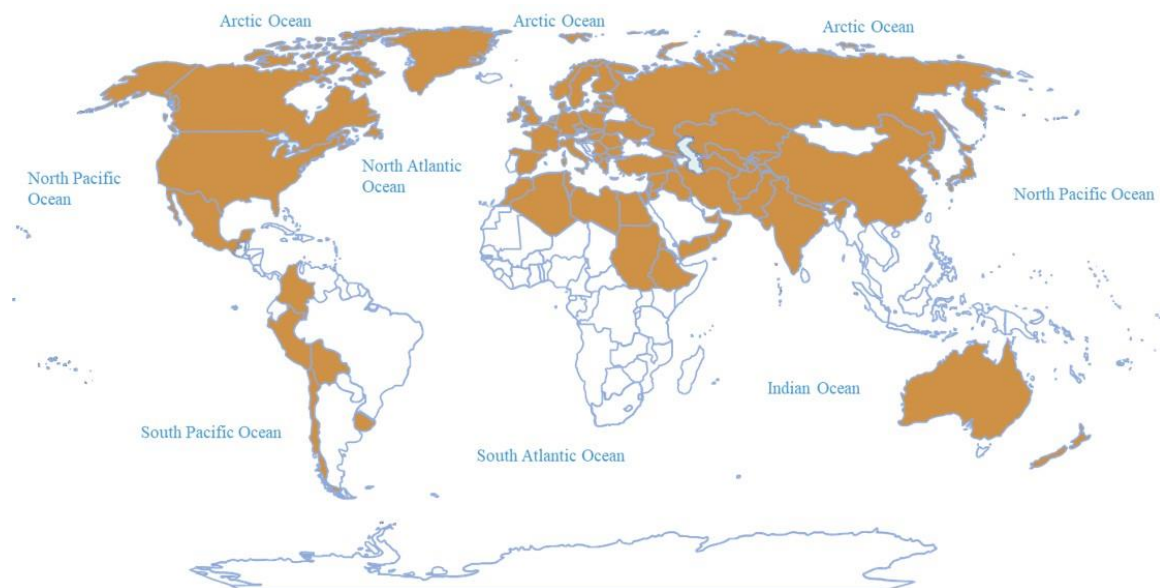 Arctic Ocean
Arctic Ocean
Arctic Ocean
North Pacific
Ocean
North Atlantic
Ocean
North Pacific Ocean
Indian Ocean
South Pacific Ocean
South Atlantic Ocean